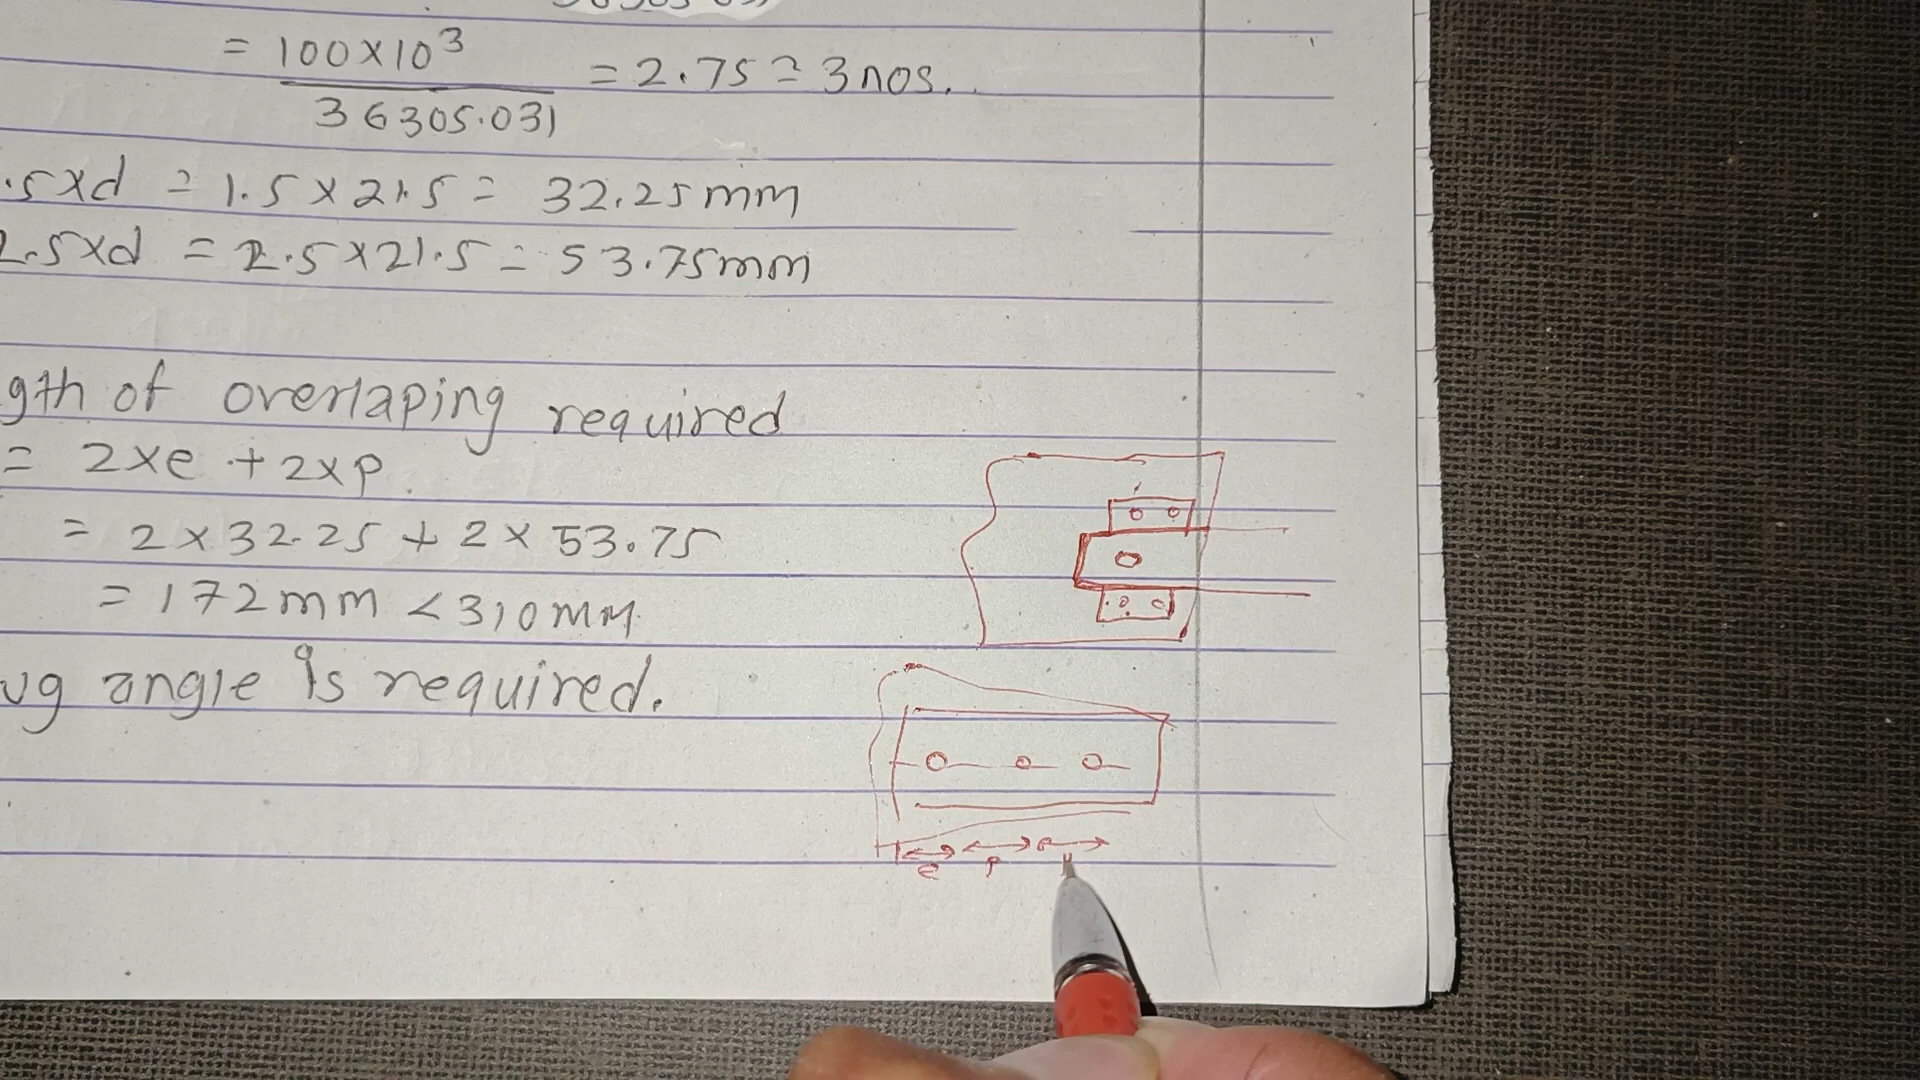 = 100×10³ / 36305.031 = 2.75 ≃ 3nos.
.5×d = 1.5×21.5 = 32.25mm
2.5×d = 2.5×21.5 = 53.75mm
gth of overlaping required
= 2×e + 2×p.
= 2×32.25 + 2×53.75
= 172mm < 310mm
ug angle is required.
e p